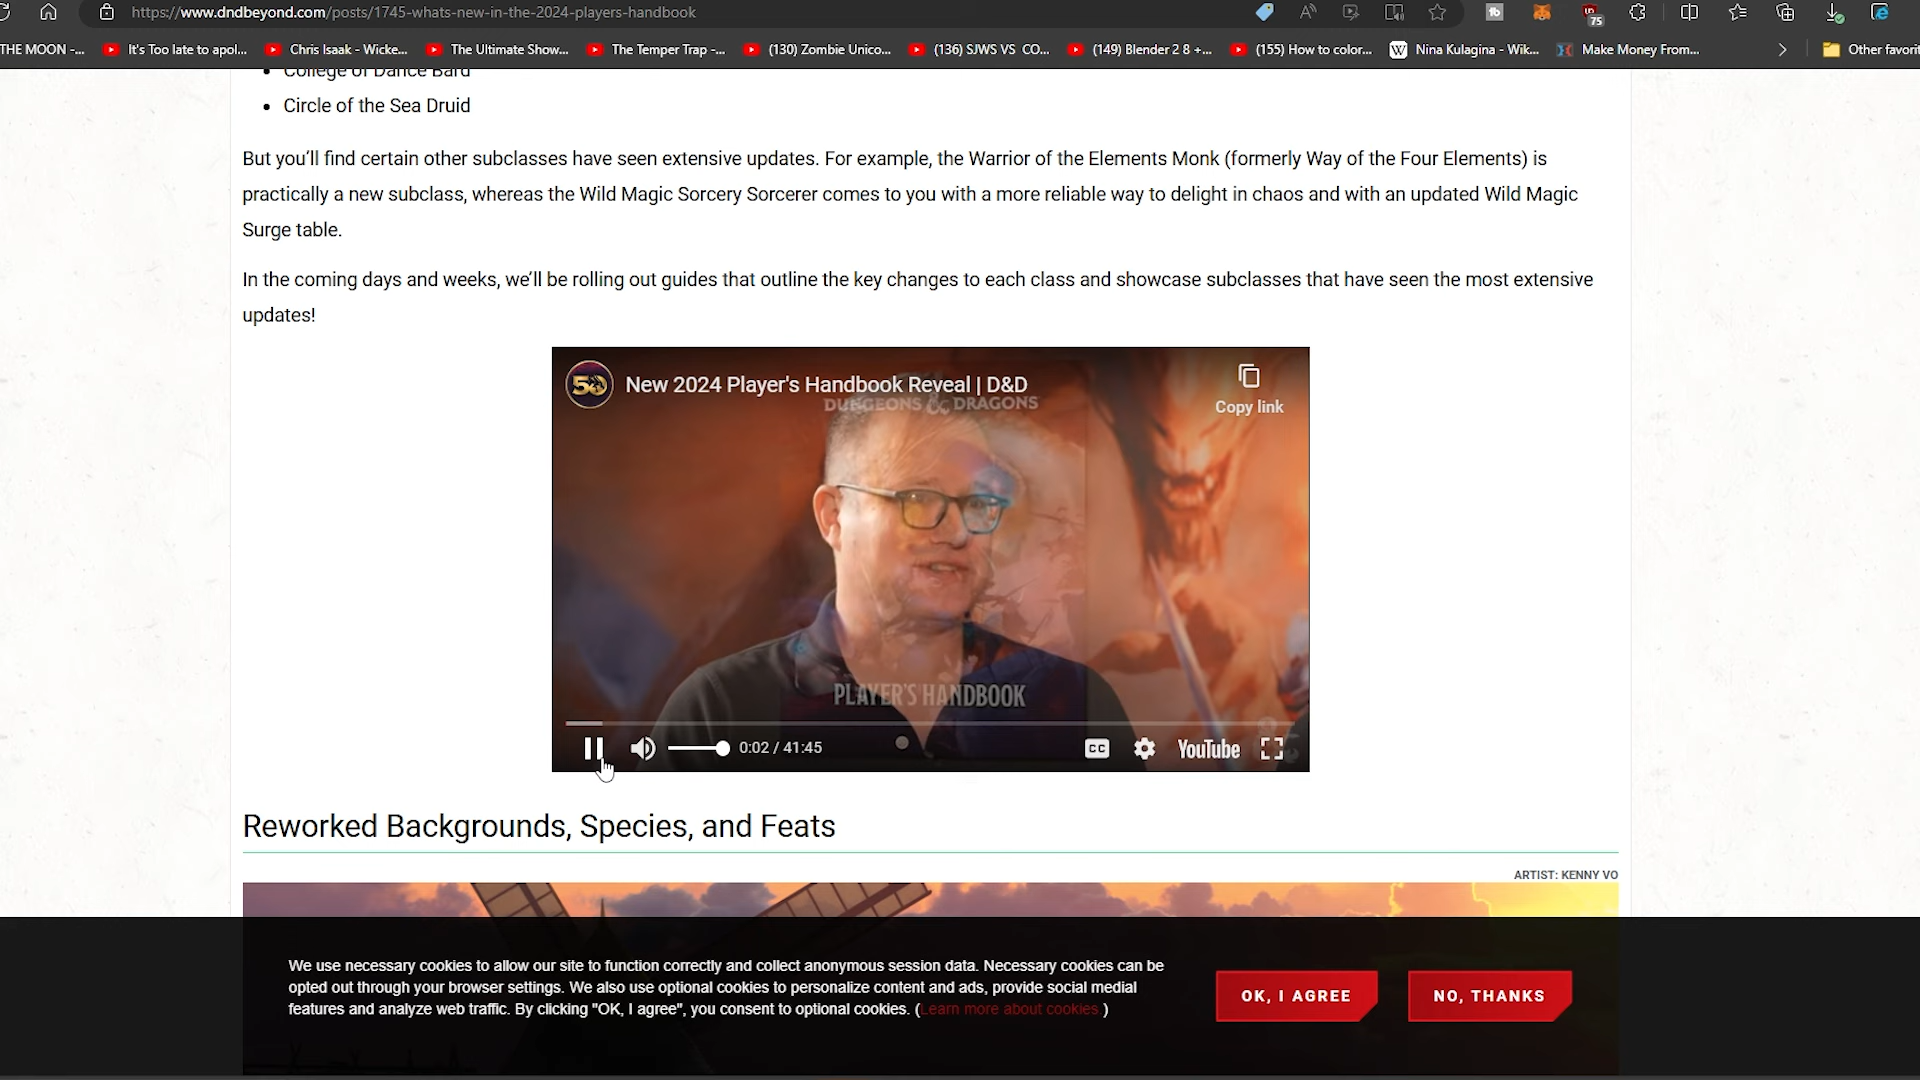 https://www.dndbeyond.com/posts/1745-whats-new-in-the-2024-players-handbook
75
THE MOON -... It's Too late to apol... Chris Isaak - Wicke... The Ultimate Show... The Temper Trap -... (130) Zombie Unico... (136) SJWS VS CO... (149) Blender 2 8 +... (155) How to color... W Nina Kulagina - Wik... Make Money From... Other favorit
College of Dance Bard
Circle of the Sea Druid
But you'll find certain other subclasses have seen extensive updates. For example, the Warrior of the Elements Monk (formerly Way of the Four Elements) is
practically a new subclass, whereas the Wild Magic Sorcery Sorcerer comes to you with a more reliable way to delight in chaos and with an updated Wild Magic
Surge table.
In the coming days and weeks, we'll be rolling out guides that outline the key changes to each class and showcase subclasses that have seen the most extensive
updates!
50 New 2024 Player's Handbook Reveal | D&D
DUNGEONS & DRAGONS
Copy link
PLAYER'S HANDBOOK
0:02 / 41:45 CC YouTube
Reworked Backgrounds, Species, and Feats
ARTIST: KENNY VO
We use necessary cookies to allow our site to function correctly and collect anonymous session data. Necessary cookies can be
opted out through your browser settings. We also use optional cookies to personalize content and ads, provide social medial
features and analyze web traffic. By clicking "OK, I agree", you consent to optional cookies. (Learn more about cookies )
OK, I AGREE
NO, THANKS